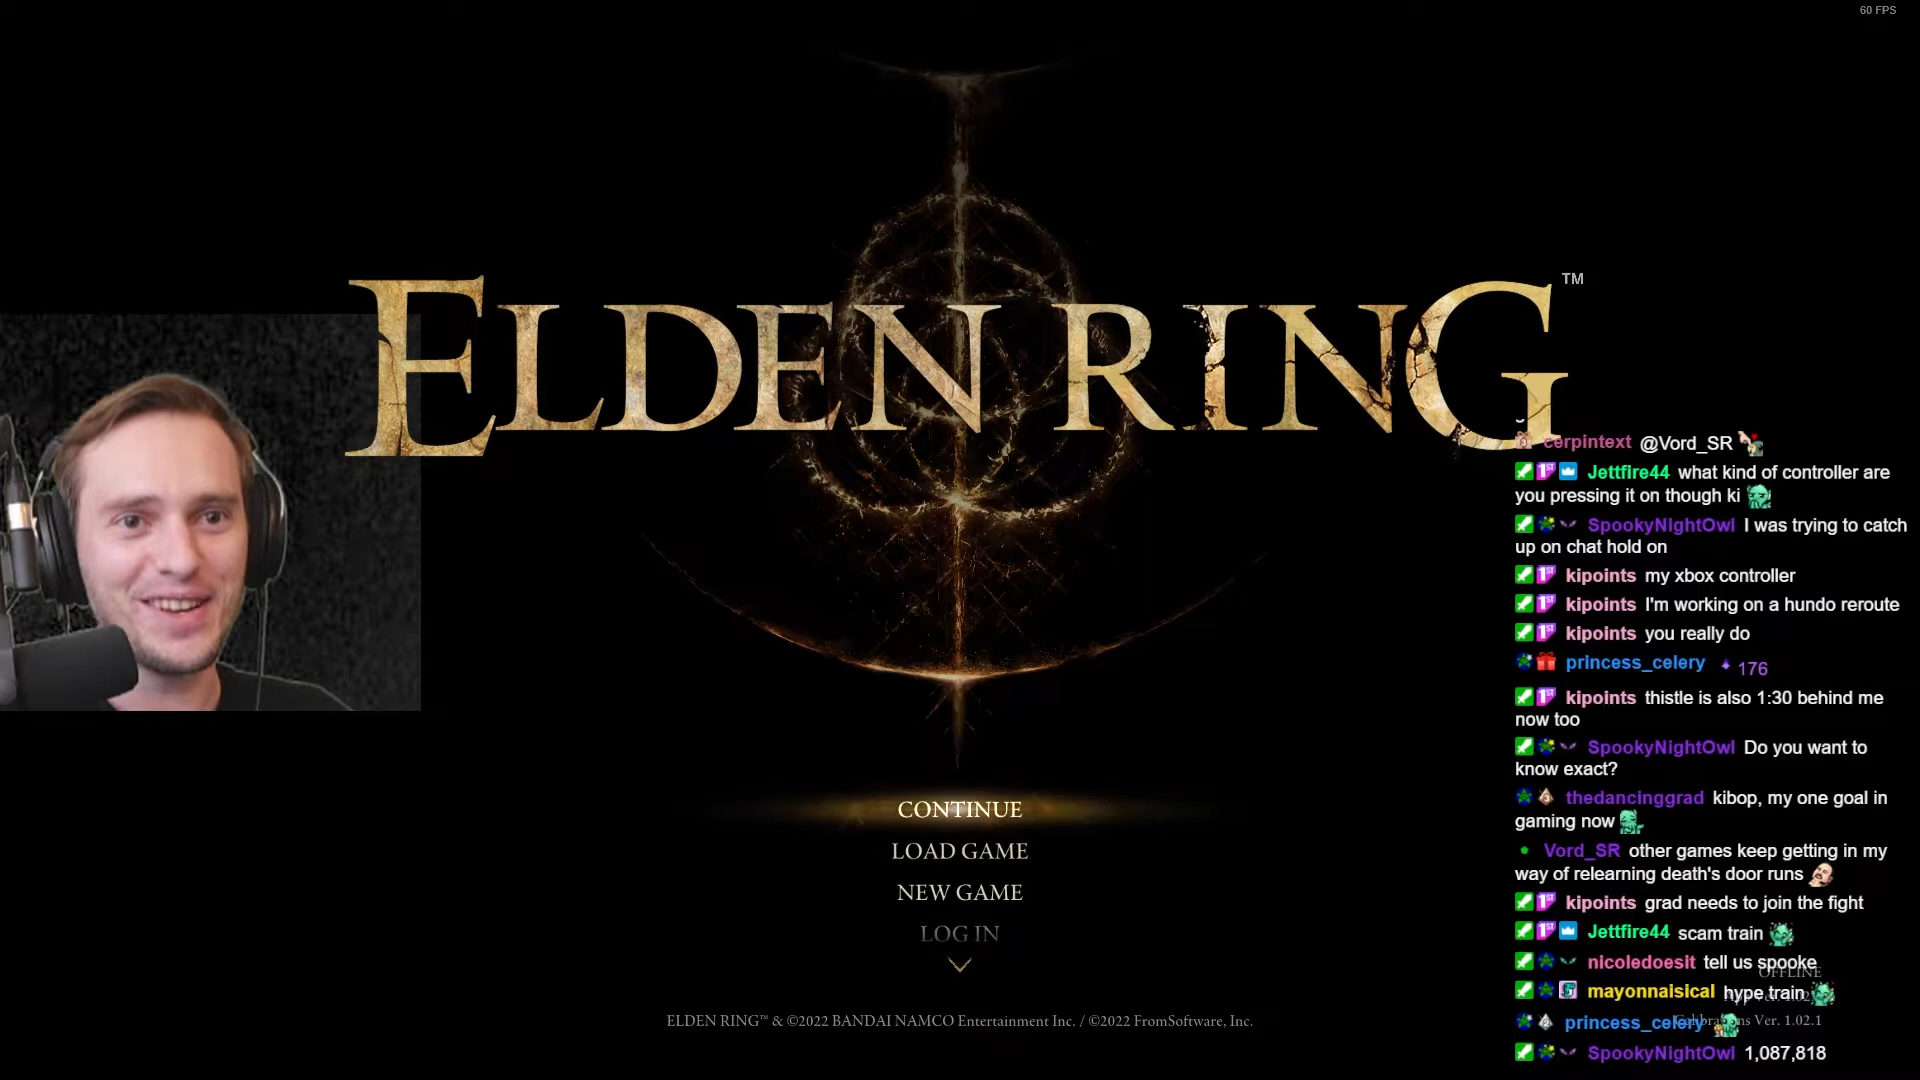 60 FPS
ELDEN RING™
cerpintext @Vord_SR
Jettfire44 what kind of controller are
you pressing it on though ki
SpookyNightOwl I was trying to catch
up on chat hold on
kipoints my xbox controller
kipoints I'm working on a hundo reroute
kipoints you really do
princess_celery 176
kipoints thistle is also 1:30 behind me
now too
SpookyNightOwl Do you want to
know exact?
thedancinggrad kibop, my one goal in
gaming now
Vord_SR other games keep getting in my
way of relearning death's door runs
kipoints grad needs to join the fight
Jettfire44 scam train
nicoledoesit tell us spooke
mayonnaisical hype train
princess_celery
SpookyNightOwl 1,087,818
CONTINUE
LOAD GAME
NEW GAME
LOG IN
OFFLINE
Ver. 1.02.1
ELDEN RING™ & ©2022 BANDAI NAMCO Entertainment Inc. / ©2022 FromSoftware, Inc.